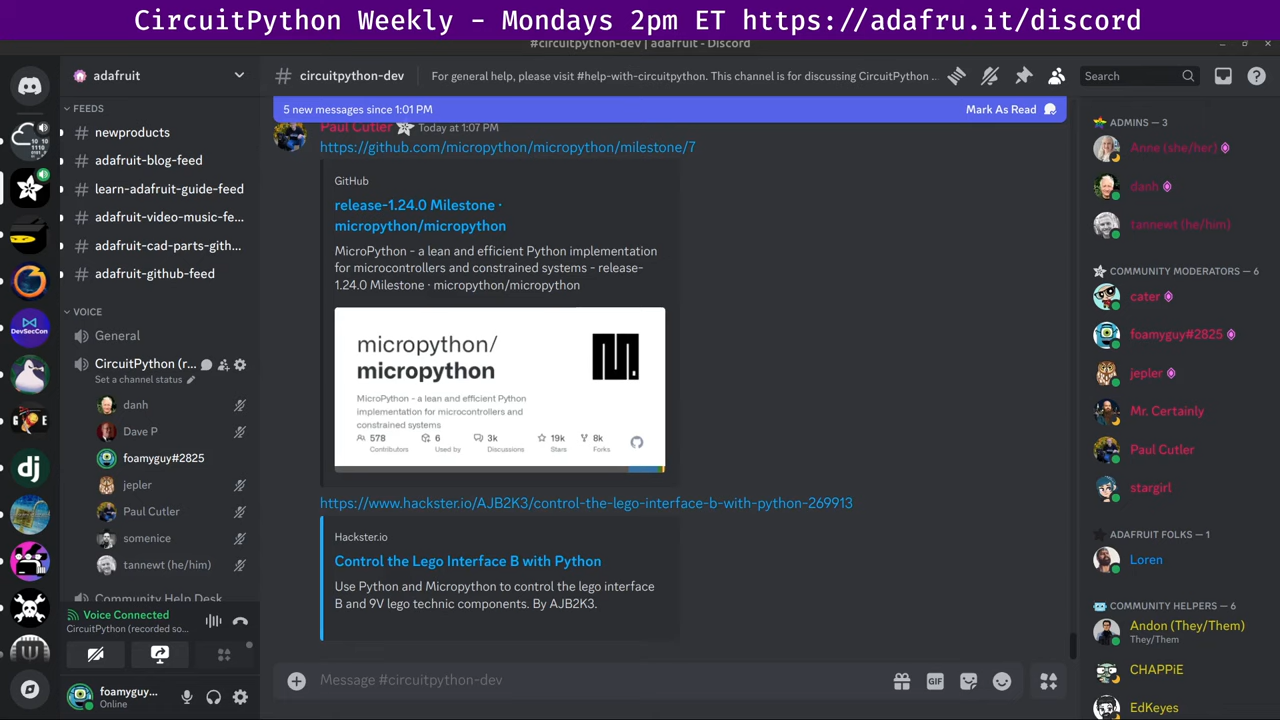 CircuitPython Weekly - Mondays 2pm ET https://adafru.it/discord
#circuitpython-dev | adafruit - Discord
adafruit
FEEDS
newproducts
adafruit-blog-feed
learn-adafruit-guide-feed
adafruit-video-music-fe...
adafruit-cad-parts-gith...
adafruit-github-feed
VOICE
General
CircuitPython (r...
Set a channel status
danh
Dave P
foamyguy#2825
jepler
Paul Cutler
somenice
tannewt (he/him)
Community Help Desk
Voice Connected
CircuitPython (recorded so...
foamyguy...
Online
# circuitpython-dev
For general help, please visit #help-with-circuitpython. This channel is for discussing CircuitPython ...
Search
5 new messages since 1:01 PM
Mark As Read
Paul Cutler Today at 1:07 PM
https://github.com/micropython/micropython/milestone/7
GitHub
release-1.24.0 Milestone ·
micropython/micropython
MicroPython - a lean and efficient Python implementation
for microcontrollers and constrained systems - release-
1.24.0 Milestone · micropython/micropython
micropython/
micropython
MicroPython - a lean and efficient Python
implementation for microcontrollers and
constrained systems
578
Contributors
6
Used by
3k
Discussions
19k
Stars
8k
Forks
https://www.hackster.io/AJB2K3/control-the-lego-interface-b-with-python-269913
Hackster.io
Control the Lego Interface B with Python
Use Python and Micropython to control the lego interface
B and 9V lego technic components. By AJB2K3.
Message #circuitpython-dev
GIF
ADMINS — 3
Anne (she/her)
danh
tannewt (he/him)
COMMUNITY MODERATORS — 6
cater
foamyguy#2825
jepler
Mr. Certainly
Paul Cutler
stargirl
ADAFRUIT FOLKS — 1
Loren
COMMUNITY HELPERS — 6
Andon (They/Them)
They/Them
CHAPPiE
EdKeyes
DevSecCon
dj